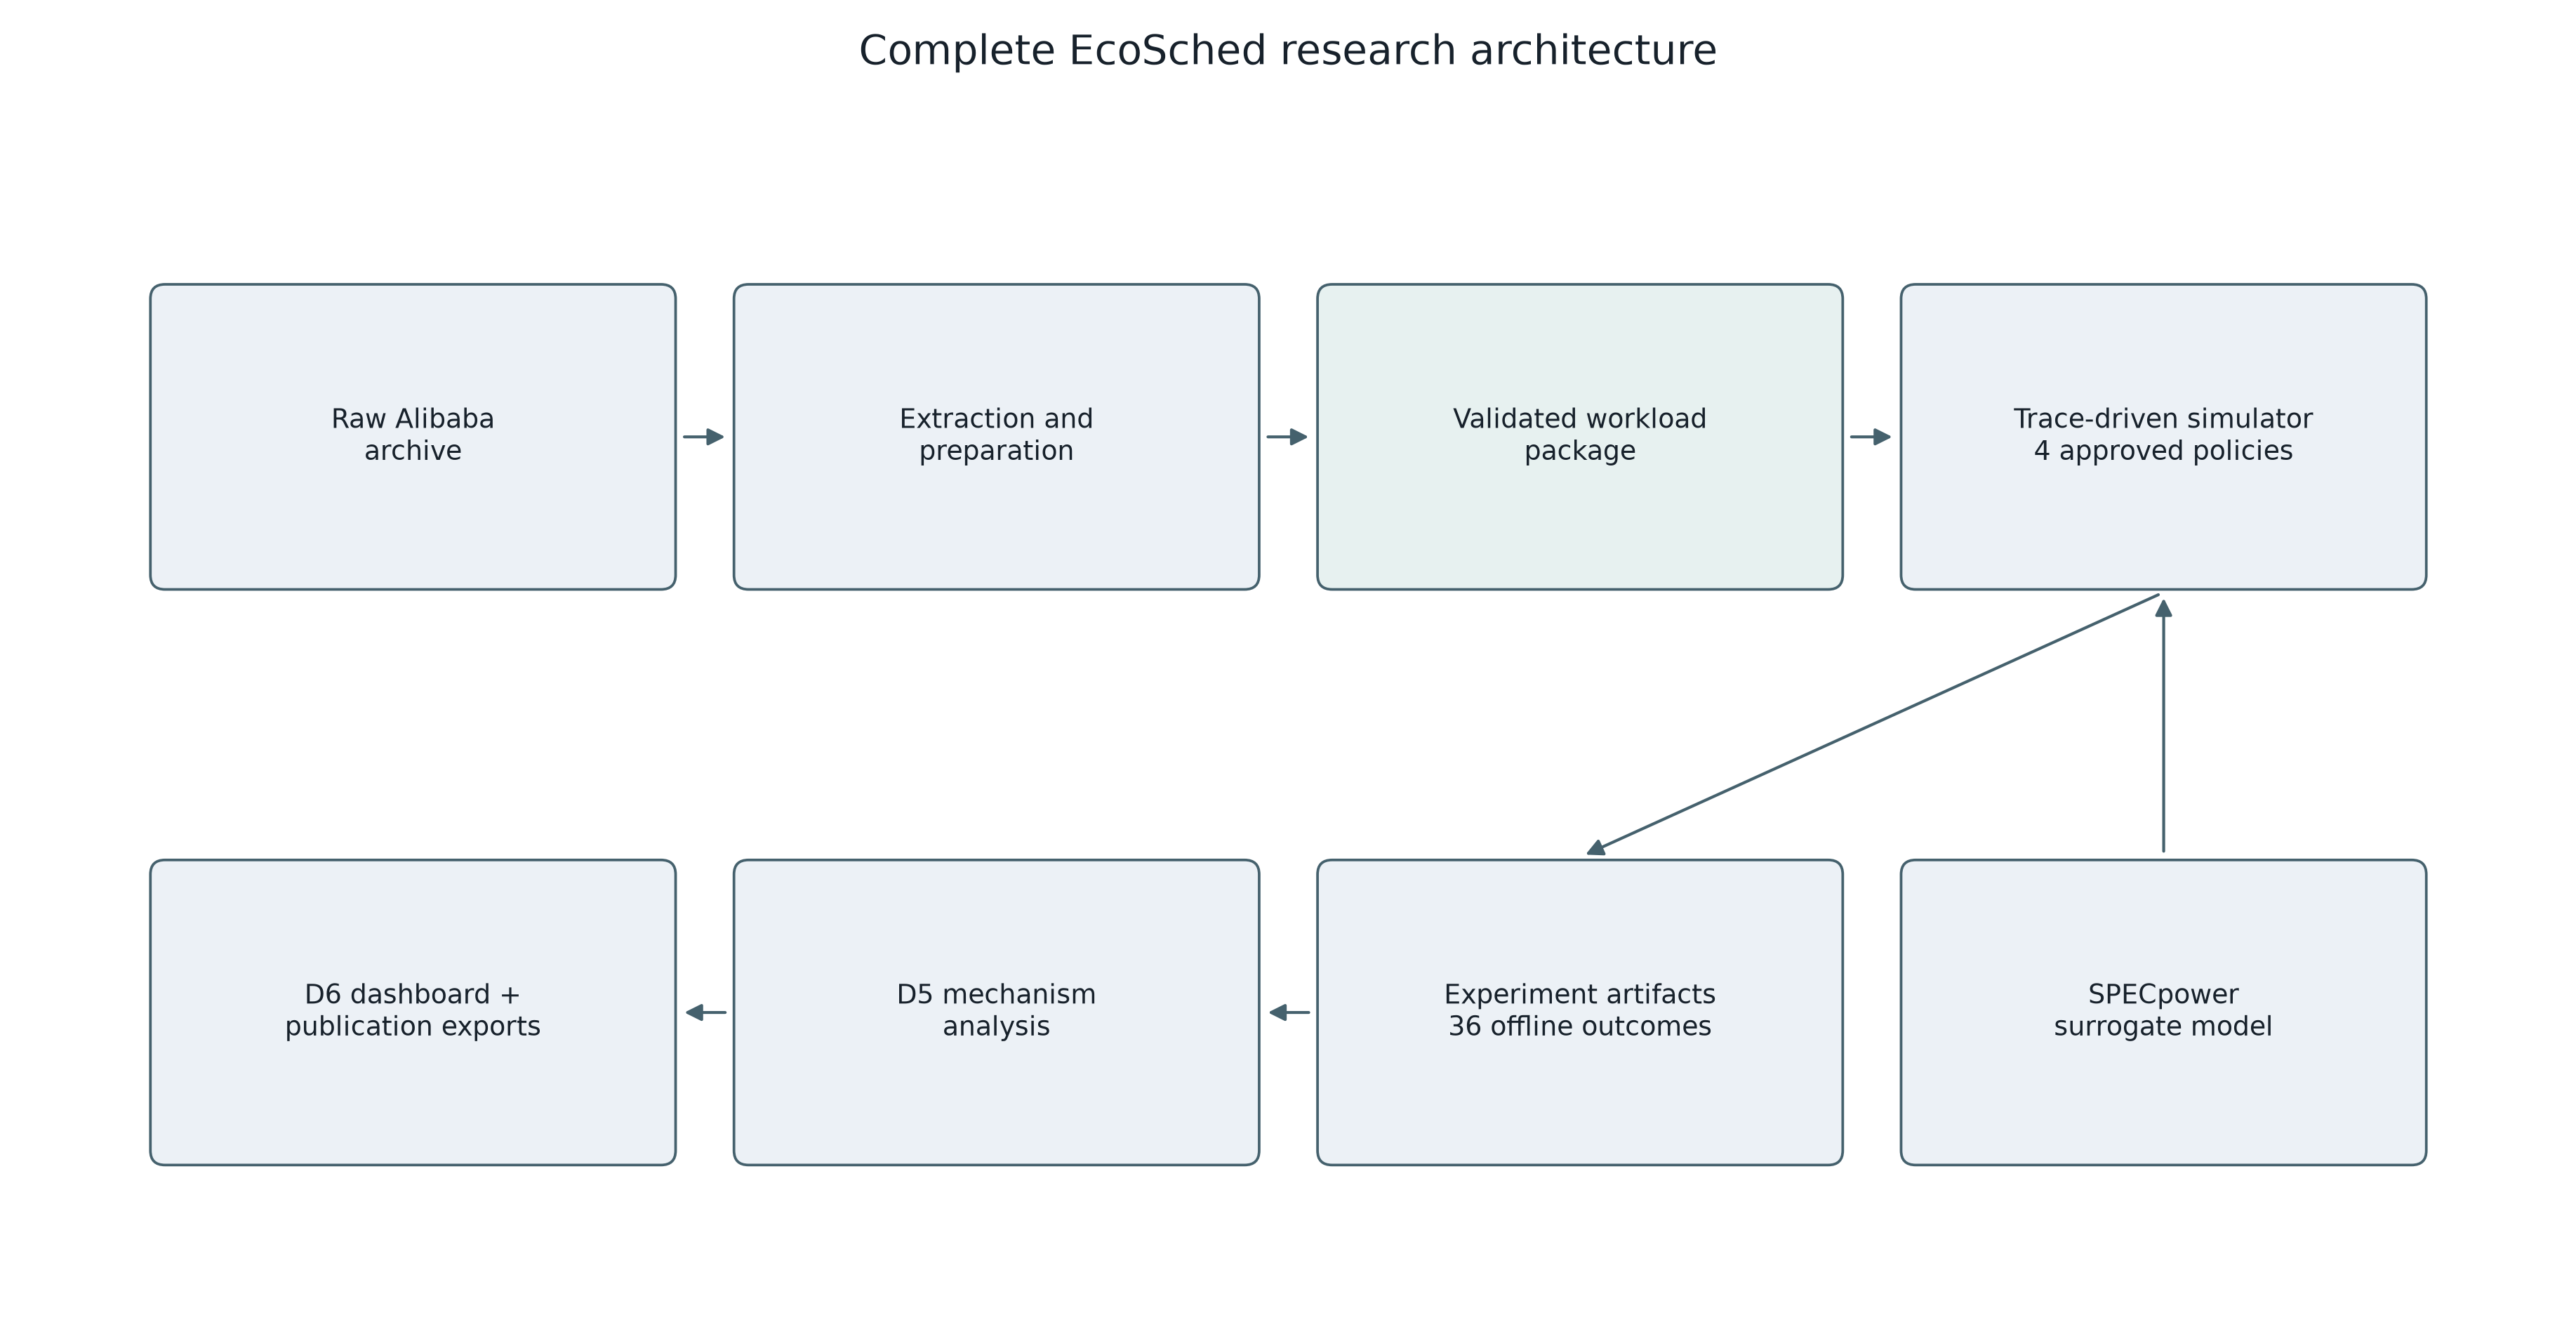 Complete EcoSched research architecture
Raw Alibaba
archive
Extraction and
preparation
Validated workload
package
Trace-driven simulator
4 approved policies
D6 dashboard +
publication exports
D5 mechanism
analysis
Experiment artifacts
36 offline outcomes
SPECpower
surrogate model